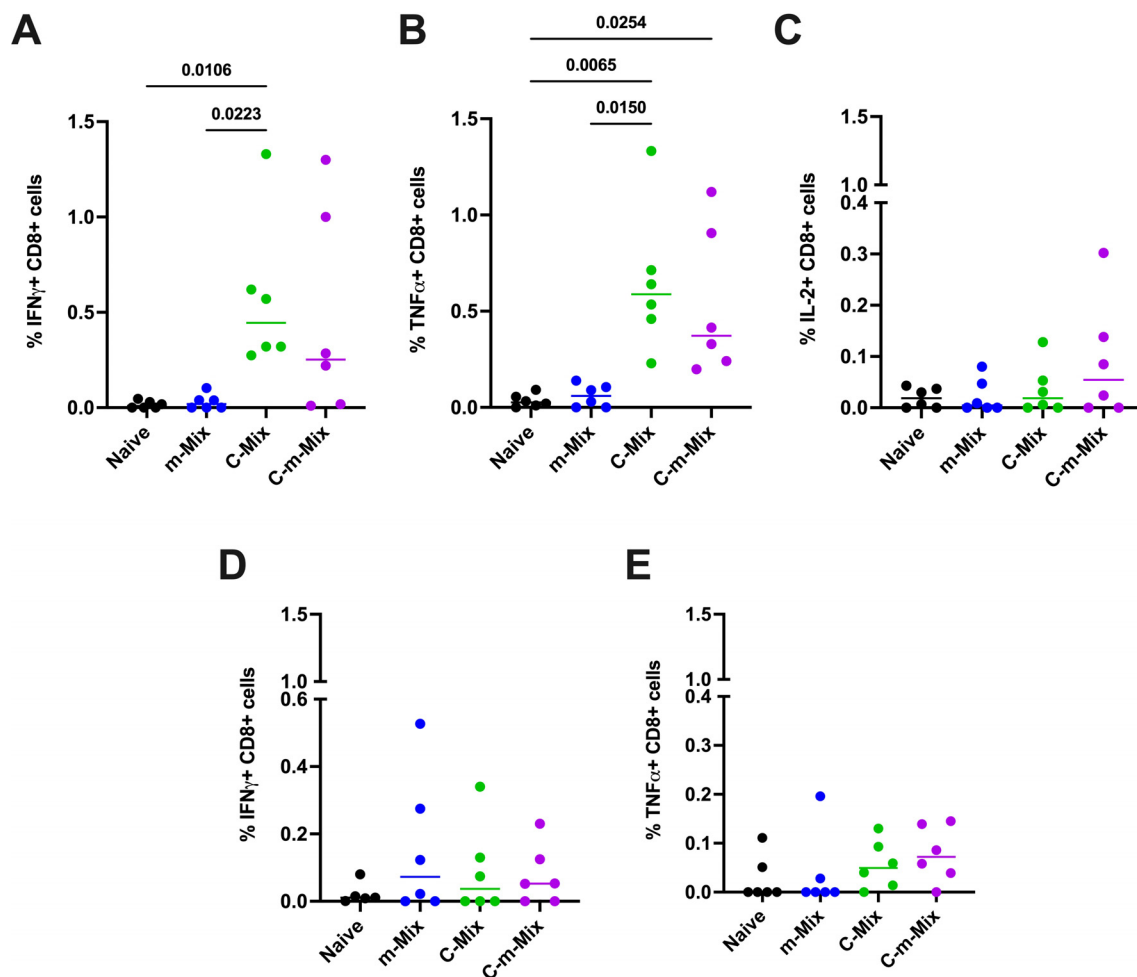 A
B
C
0.0106
0.0223
% IFNγ+ CD8+ cells
1.5
1.0
0.5
0.0
Naive
m-Mix
C-Mix
C-m-Mix
0.0254
0.0065
0.0150
% TNFα+ CD8+ cells
1.5
1.0
0.5
0.0
Naive
m-Mix
C-Mix
C-m-Mix
% IL-2+ CD8+ cells
1.5
1.0
0.4
0.3
0.2
0.1
0.0
Naive
m-Mix
C-Mix
C-m-Mix
D
E
% IFNγ+ CD8+ cells
1.5
1.0
0.6
0.4
0.2
0.0
Naive
m-Mix
C-Mix
C-m-Mix
% TNFα+ CD8+ cells
1.5
1.0
0.4
0.3
0.2
0.1
0.0
Naive
m-Mix
C-Mix
C-m-Mix